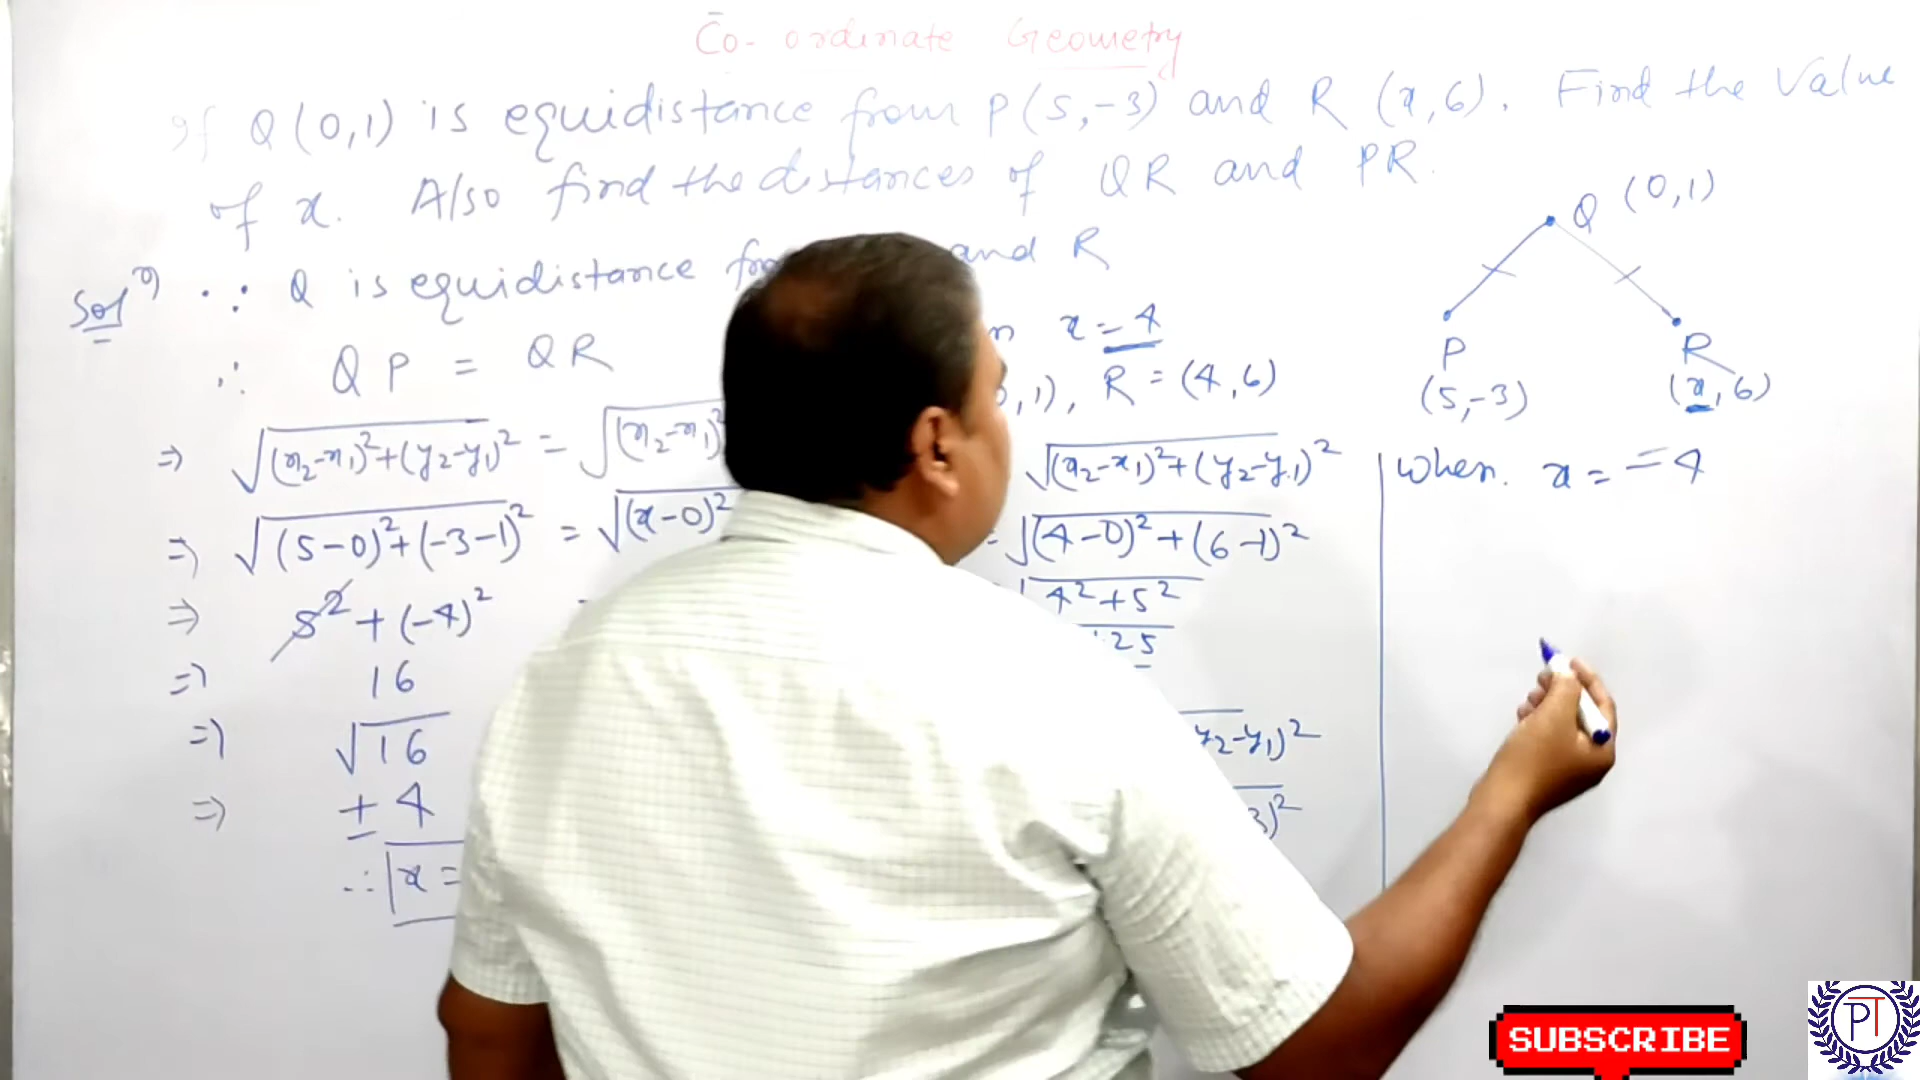 Co-ordinate Geometry
If Q(0,1) is equidistance from P(5,-3) and R (x,6). Find the Value
of x. Also find the distances of QR and PR.
Solⁿ) ∵ Q is equidistance and R
∴ QP = QR
⇒ √(x₂-x₁)²+(y₂-y₁)² = √(x₂-x₁)²
⇒ √(5-0)²+(-3-1)² = √(x-0)²
⇒ 5²+(-4)²
⇒ 16
⇒ √16
⇒ ±4
∴ x =
x = 4
,1), R = (4,6)
√(x₂-x₁)²+(y₂-y₁)²
= √(4-0)²+(6-1)²
√4²+5²
25
y₂-y₁)²
3)²
Q (0,1)
P
(5,-3)
R
(x,6)
When. x = -4
SUBSCRIBE
PT